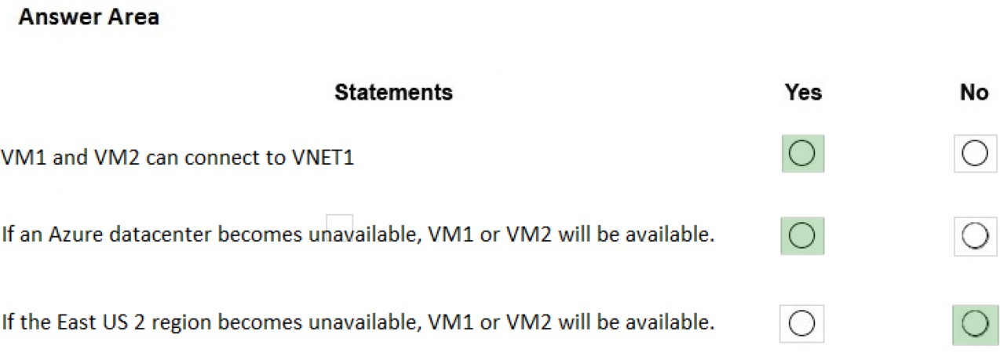 Answer Area
Statements Yes No
VM1 and VM2 can connect to VNET1
If an Azure datacenter becomes unavailable, VM1 or VM2 will be available.
If the East US 2 region becomes unavailable, VM1 or VM2 will be available.